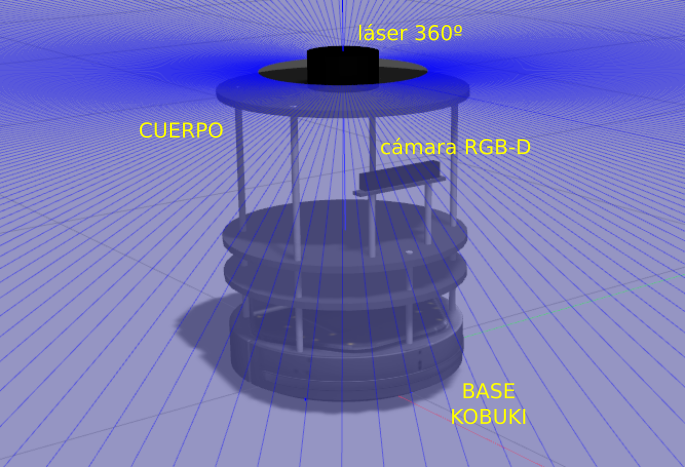 láser 360º
CUERPO
cámara RGB-D
BASE
KOBUKI